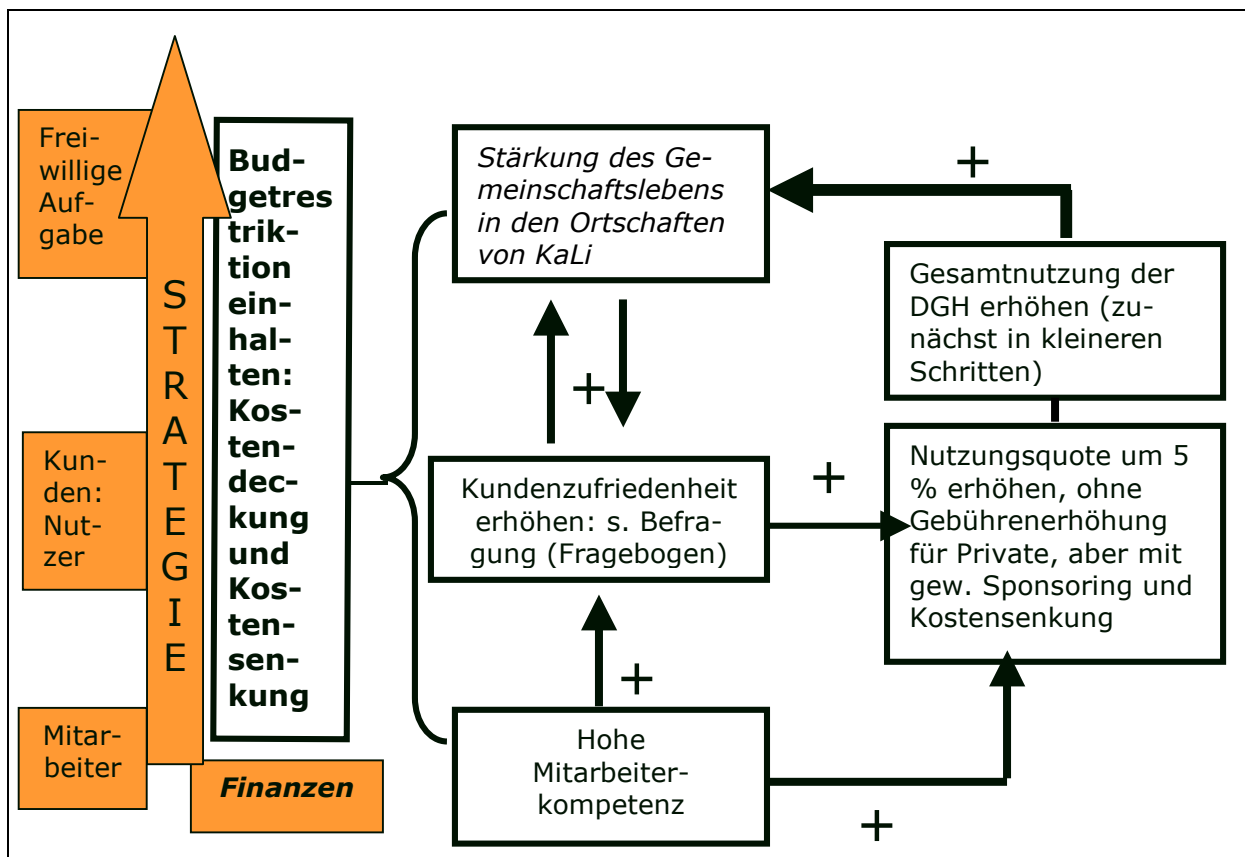 Frei-
willige
Auf-
gabe
Kun-
den:
Nut-
zer
Mitar-
beiter
S
T
R
A
T
E
G
I
E
Bud-
getres
trik-
tion
ein-
hal-
ten:
Kos-
ten-
dec-
kung
und
Kos-
ten-
sen-
kung
Finanzen
Stärkung des Ge-
meinschaftslebens
in den Ortschaften
von KaLi
+
Kundenzufriedenheit
erhöhen: s. Befra-
gung (Fragebogen)
+
Hohe
Mitarbeiter-
kompetenz
+
Gesamtnutzung der
DGH erhöhen (zu-
nächst in kleineren
Schritten)
+
Nutzungsquote um 5
% erhöhen, ohne
Gebührenerhöhung
für Private, aber mit
gew. Sponsoring und
Kostensenkung
+